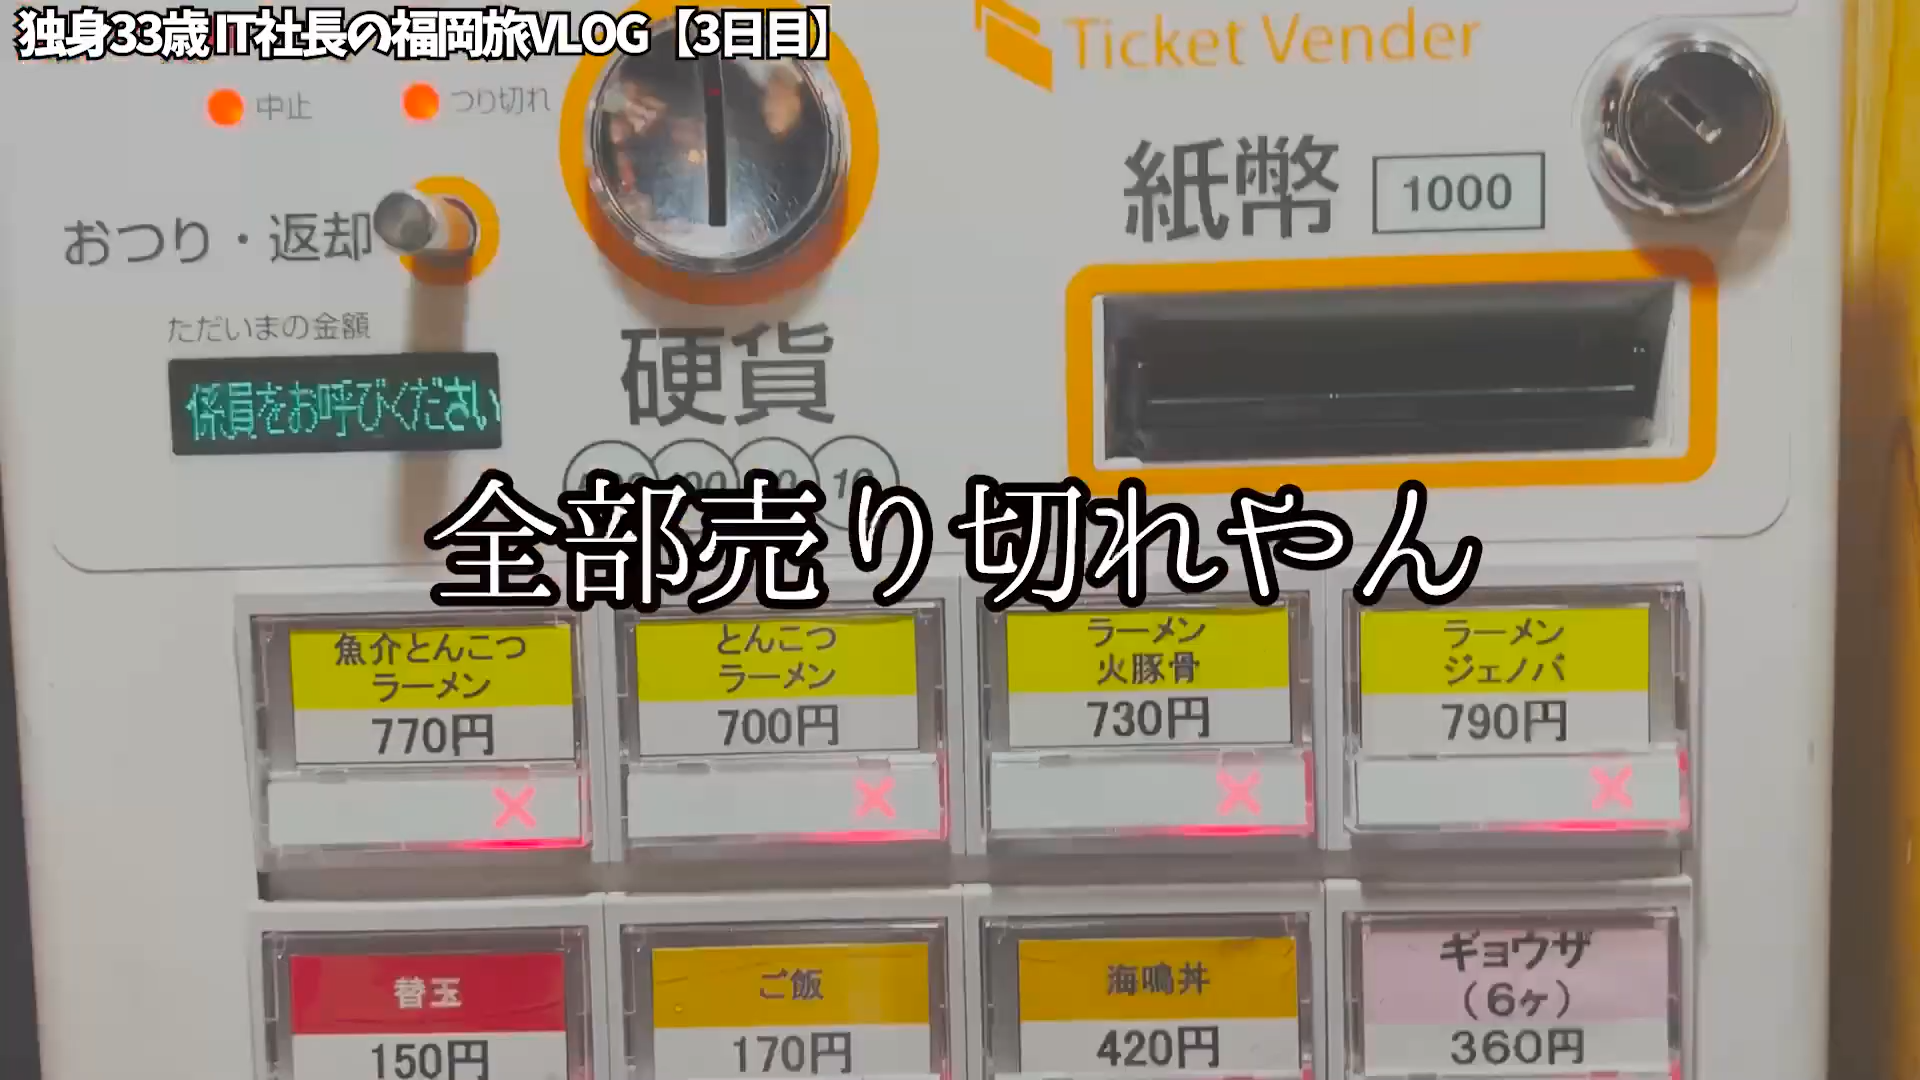 独身33歳IT社長の福岡旅VLOG【3日目】
Ticket Vender
中止
つり切れ
紙幣 1000
おつり・返却
ただいまの金額
係員をお呼びください
硬貨
全部売り切れやん
魚介とんこつ
ラーメン
770円
とんこつ
ラーメン
700円
ラーメン
火豚骨
730円
ラーメン
ジェノバ
790円
替玉
150円
ご飯
170円
海鳴丼
420円
ギョウザ
（6ヶ）
360円